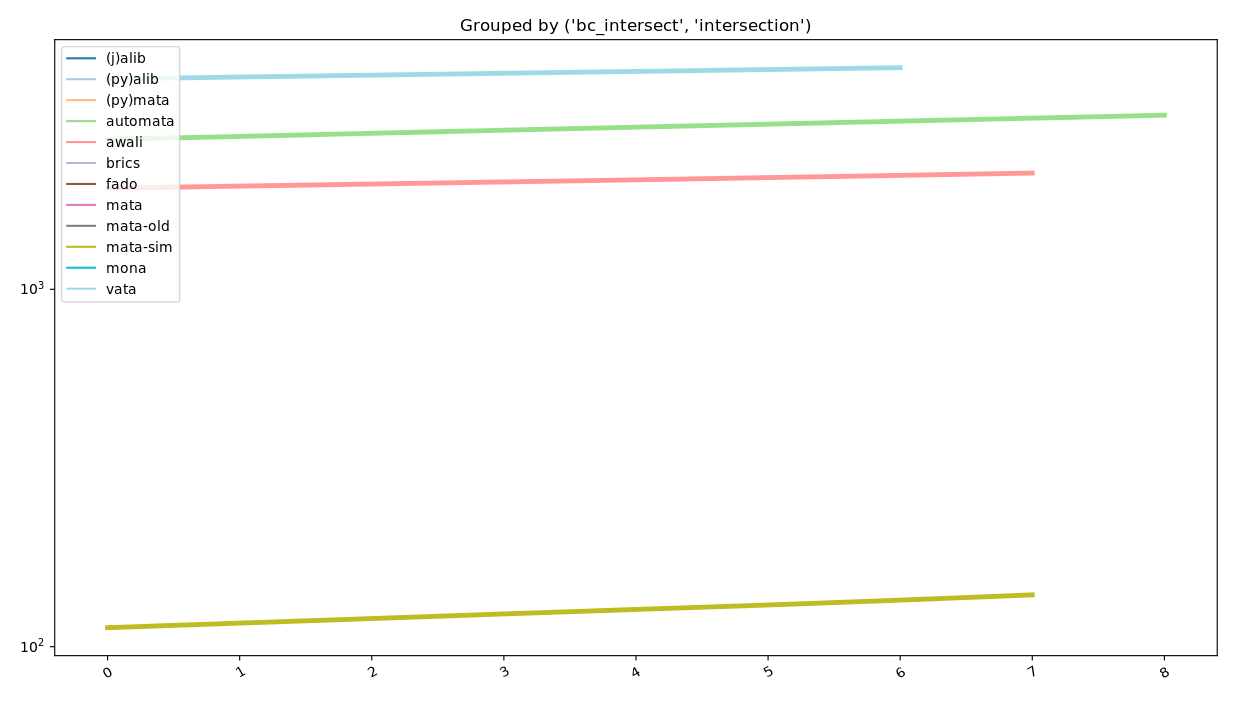 Grouped by ('bc_intersect', 'intersection')
(j)alib
(py)alib
(py)mata
automata
awali
brics
fado
mata
mata-old
mata-sim
mona
vata
10³
10²
0 1 2 3 4 5 6 7 8